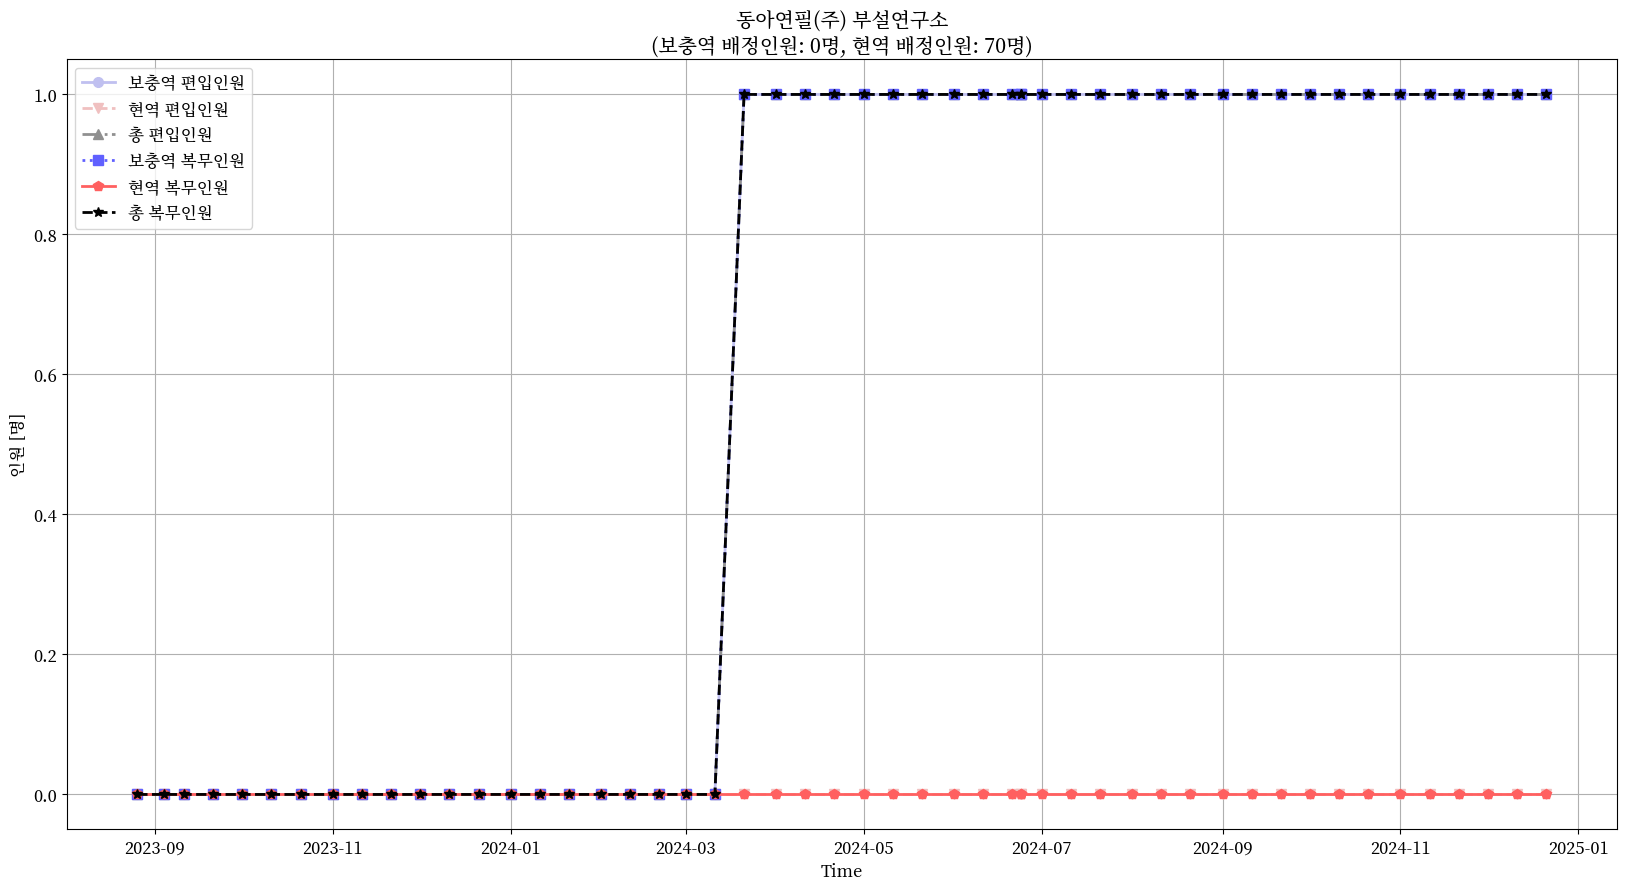 동아연필(주) 부설연구소
(보충역 배정인원: 0명, 현역 배정인원: 70명)
보충역 편입인원
현역 편입인원
총 편입인원
보충역 복무인원
현역 복무인원
총 복무인원
1.0
0.8
0.6
0.4
0.2
0.0
인원 [명]
2023-09
2023-11
2024-01
2024-03
2024-05
2024-07
2024-09
2024-11
2025-01
Time